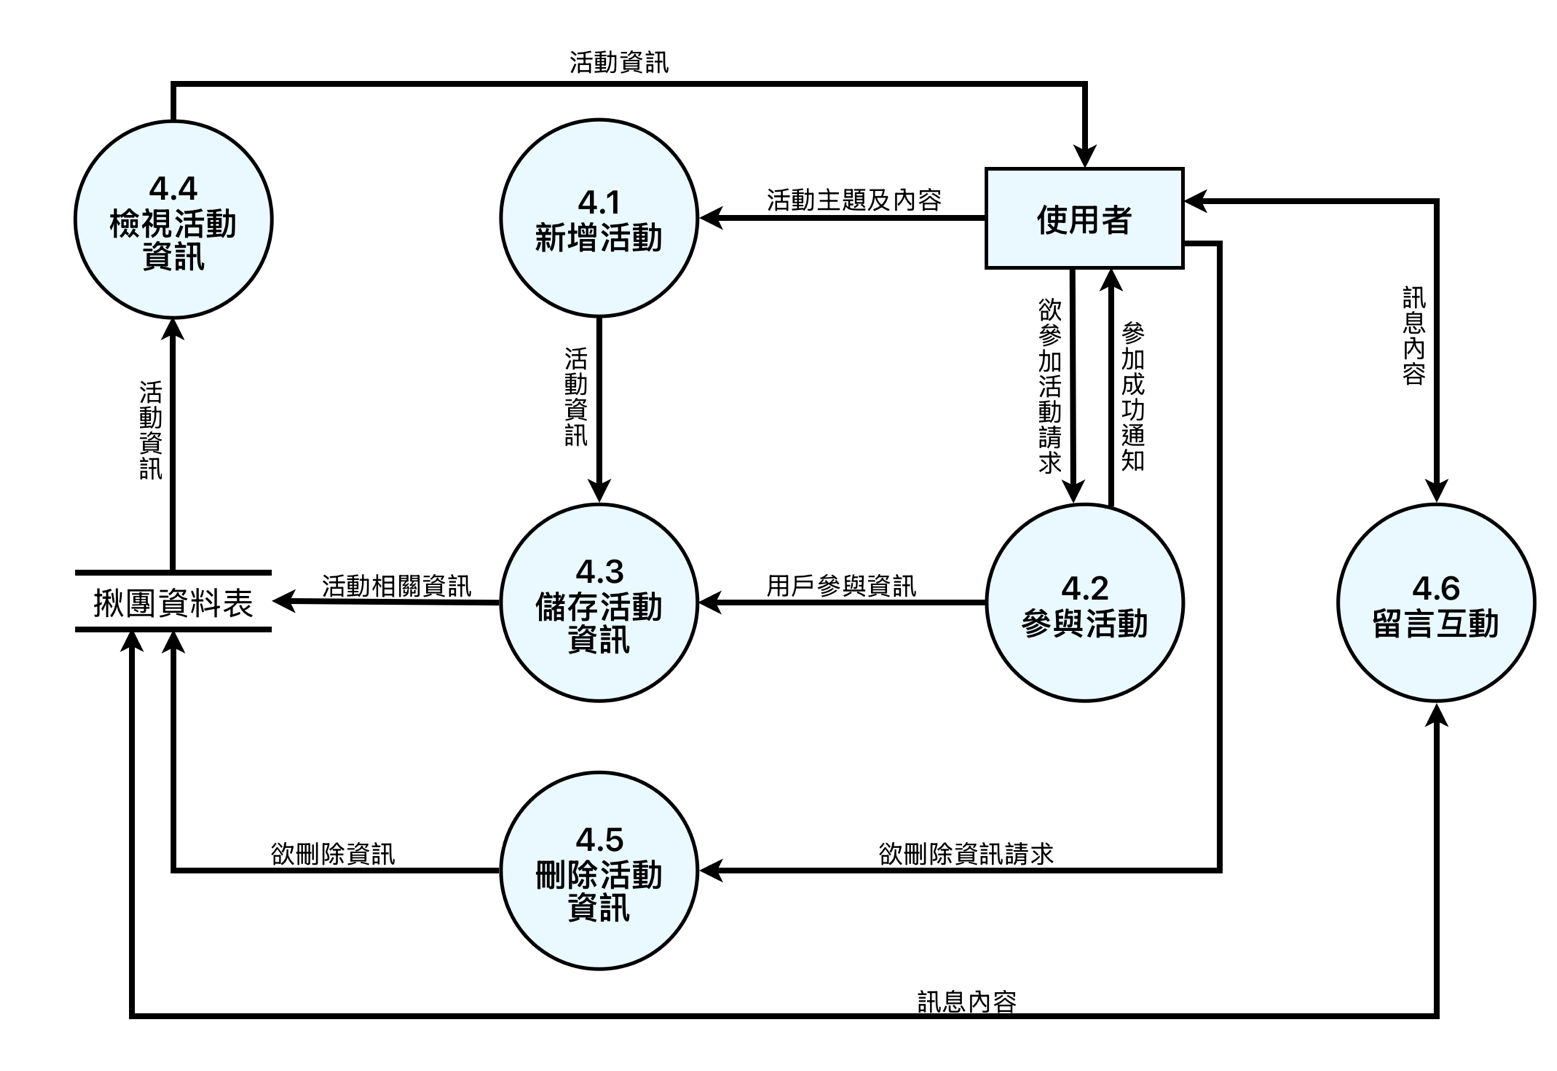 活動資訊
4.4
檢視活動
資訊
4.1
新增活動
活動主題及內容
使用者
訊息內容
欲參加活動請求
參加成功通知
活動資訊
活動資訊
揪團資料表
活動相關資訊
4.3
儲存活動
資訊
用戶參與資訊
4.2
參與活動
4.6
留言互動
欲刪除資訊
4.5
刪除活動
資訊
欲刪除資訊請求
訊息內容